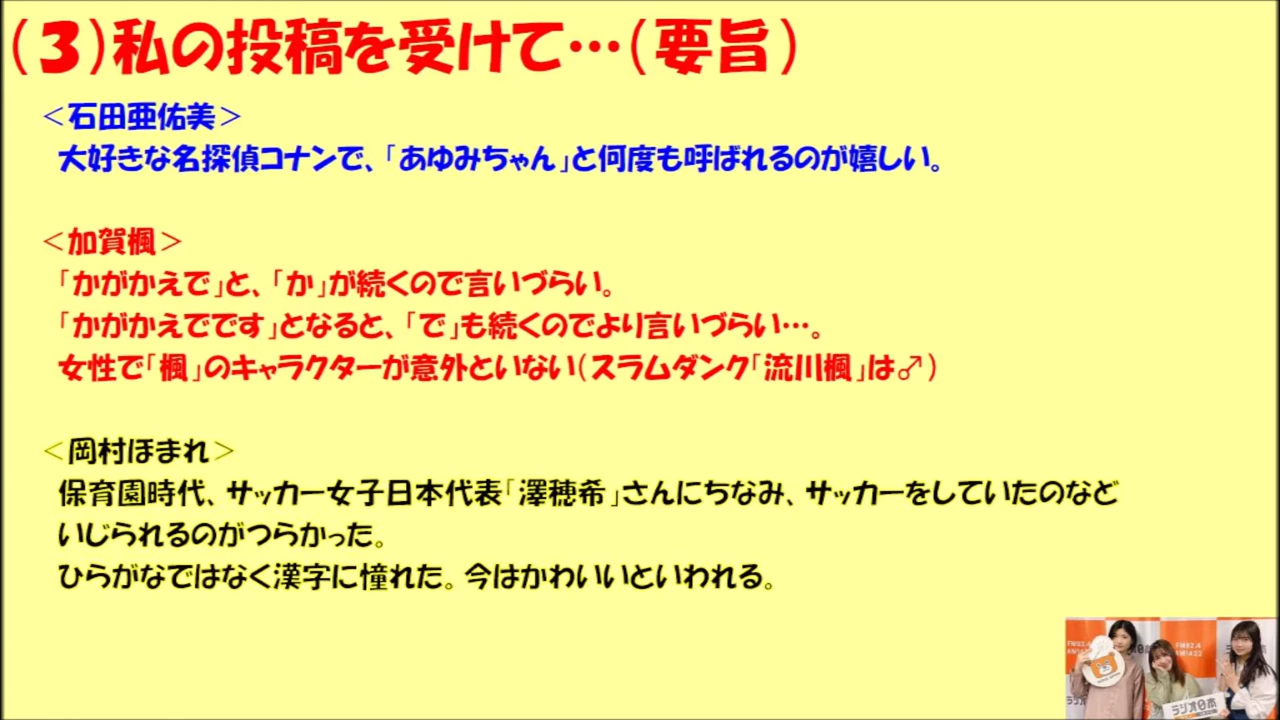 （３）私の投稿を受けて…（要旨）
＜石田亜佑美＞
大好きな名探偵コナンで、「あゆみちゃん」と何度も呼ばれるのが嬉しい。
＜加賀楓＞
「かがかえで」と、「か」が続くので言いづらい。
「かがかえでです」となると、「で」も続くのでより言いづらい…。
女性で「楓」のキャラクターが意外といない（スラムダンク「流川楓」は♂）
＜岡村ほまれ＞
保育園時代、サッカー女子日本代表「澤穂希」さんにちなみ、サッカーをしていたのなど
いじられるのがつらかった。
ひらがなではなく漢字に憧れた。今はかわいいといわれる。
FM92.4
ラジオ日本